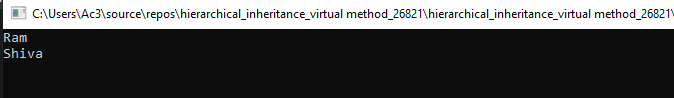 C:\Users\Ac3\source\repos\hierarchical_inheritance_virtual method_26821\hierarchical_inheritance_virtual method_26821\
Ram
Shiva